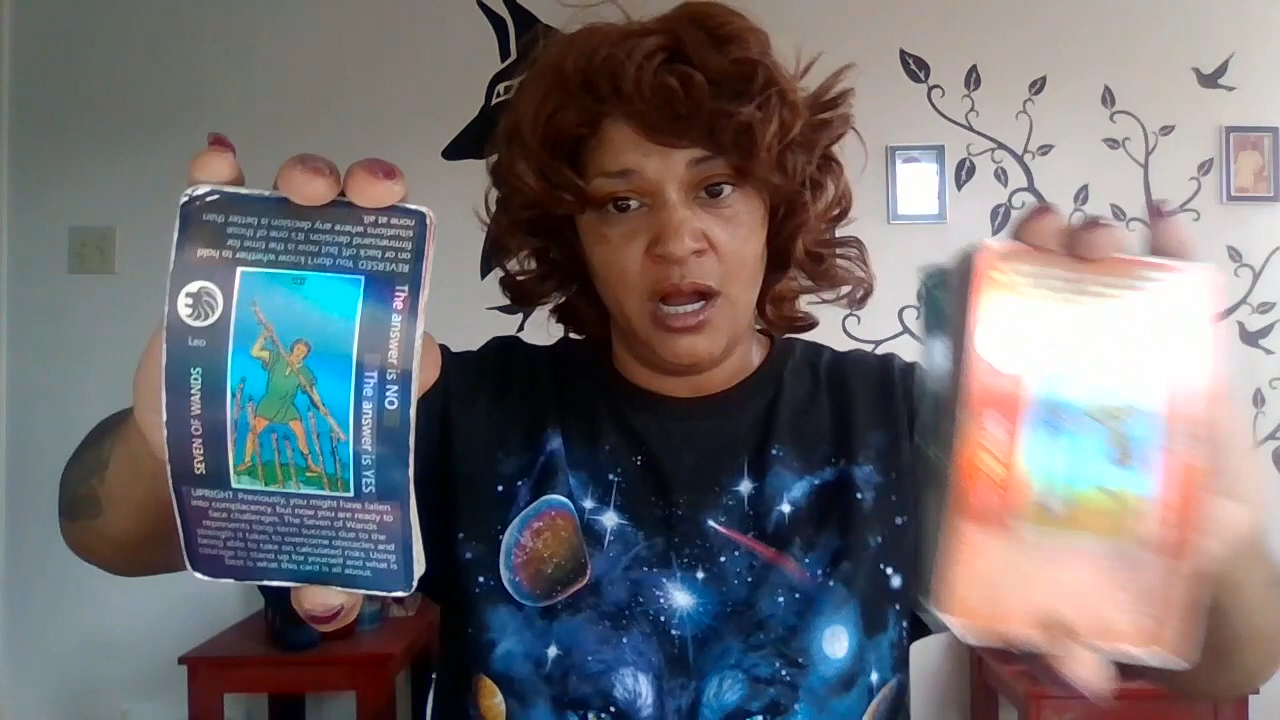 REVERSED. You don't know whether to hold
on or back off, but now is the time for
firmnessand decision. It's one of those
situations where any decision is better than
none at all.
The answer is NO
The answer is YES
Leo
SEVEN OF WANDS
UPRIGHT. Previously, you might have fallen
into complacency, but now you are ready to
face challenges. The Seven of Wands
represents long-term success due to the
strength it takes to overcome obstacles and
being able to take on calculated risks. Using
courage to stand up for yourself and what is
best is what this card is all about.